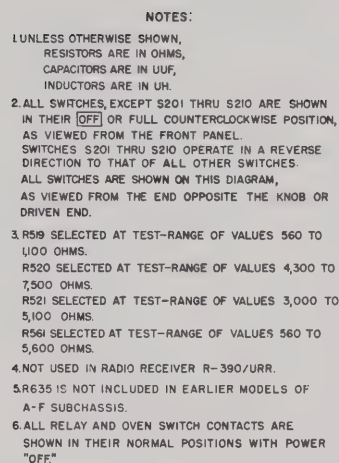 NOTES:
1. UNLESS OTHERWISE SHOWN,
RESISTORS ARE IN OHMS,
CAPACITORS ARE IN UUF,
INDUCTORS ARE IN UH.
2. ALL SWITCHES, EXCEPT S201 THRU S210 ARE SHOWN
IN THEIR OFF OR FULL COUNTERCLOCKWISE POSITION,
AS VIEWED FROM THE FRONT PANEL.
SWITCHES S201 THRU S210 OPERATE IN A REVERSE
DIRECTION TO THAT OF ALL OTHER SWITCHES.
ALL SWITCHES ARE SHOWN ON THIS DIAGRAM,
AS VIEWED FROM THE END OPPOSITE THE KNOB OR
DRIVEN END.
3. R519 SELECTED AT TEST-RANGE OF VALUES 560 TO
1,100 OHMS.
R520 SELECTED AT TEST-RANGE OF VALUES 4,300 TO
7,500 OHMS.
R521 SELECTED AT TEST-RANGE OF VALUES 3,000 TO
5,100 OHMS.
R561 SELECTED AT TEST-RANGE OF VALUES 560 TO
5,600 OHMS.
4. NOT USED IN RADIO RECEIVER R-390/URR.
5. R635 IS NOT INCLUDED IN EARLIER MODELS OF
A-F SUBCHASSIS.
6. ALL RELAY AND OVEN SWITCH CONTACTS ARE
SHOWN IN THEIR NORMAL POSITIONS WITH POWER
"OFF."